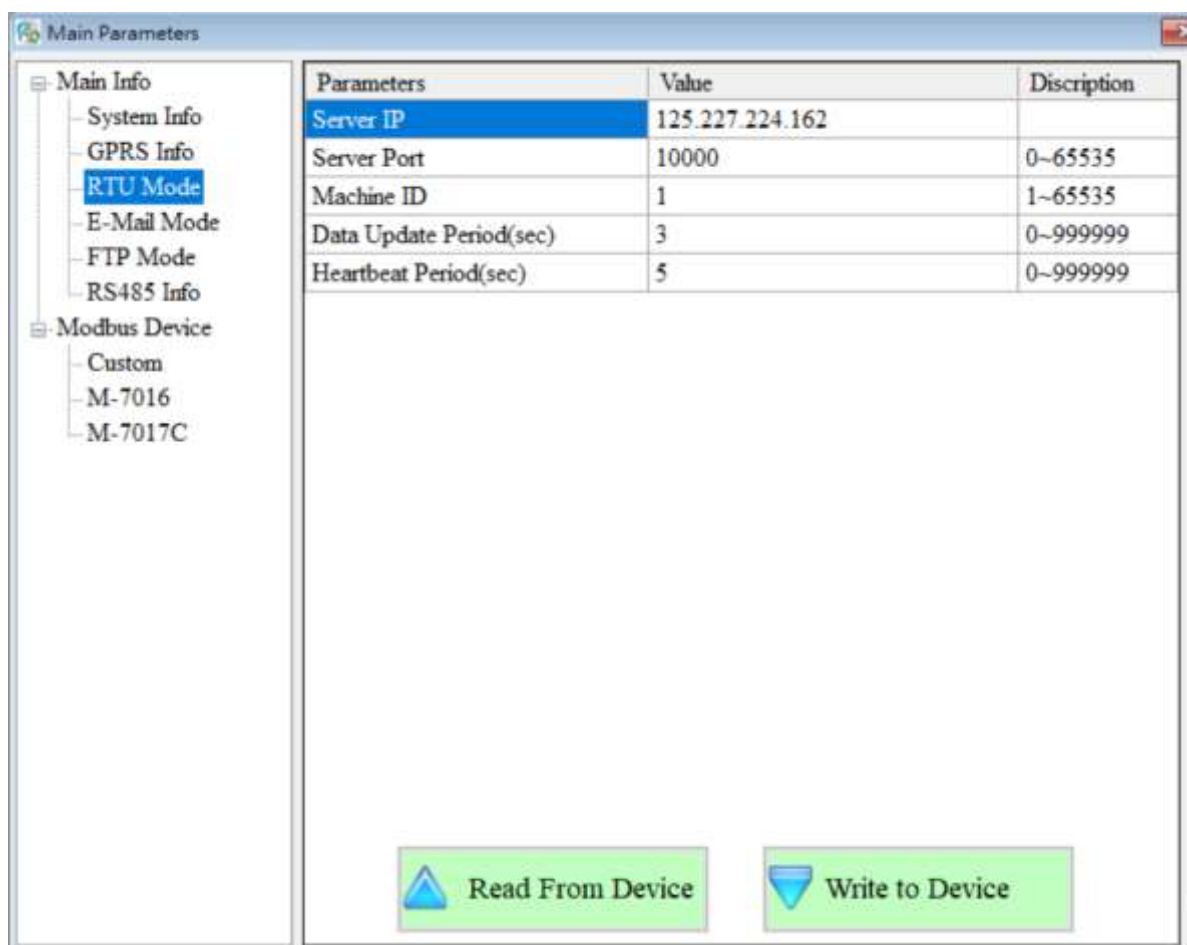 Main Parameters
Main Info
System Info
GPRS Info
RTU Mode
E-Mail Mode
FTP Mode
RS485 Info
Modbus Device
Custom
M-7016
M-7017C
Parameters Value Discription
Server IP 125.227.224.162
Server Port 10000 0~65535
Machine ID 1 1~65535
Data Update Period(sec) 3 0~999999
Heartbeat Period(sec) 5 0~999999
Read From Device
Write to Device